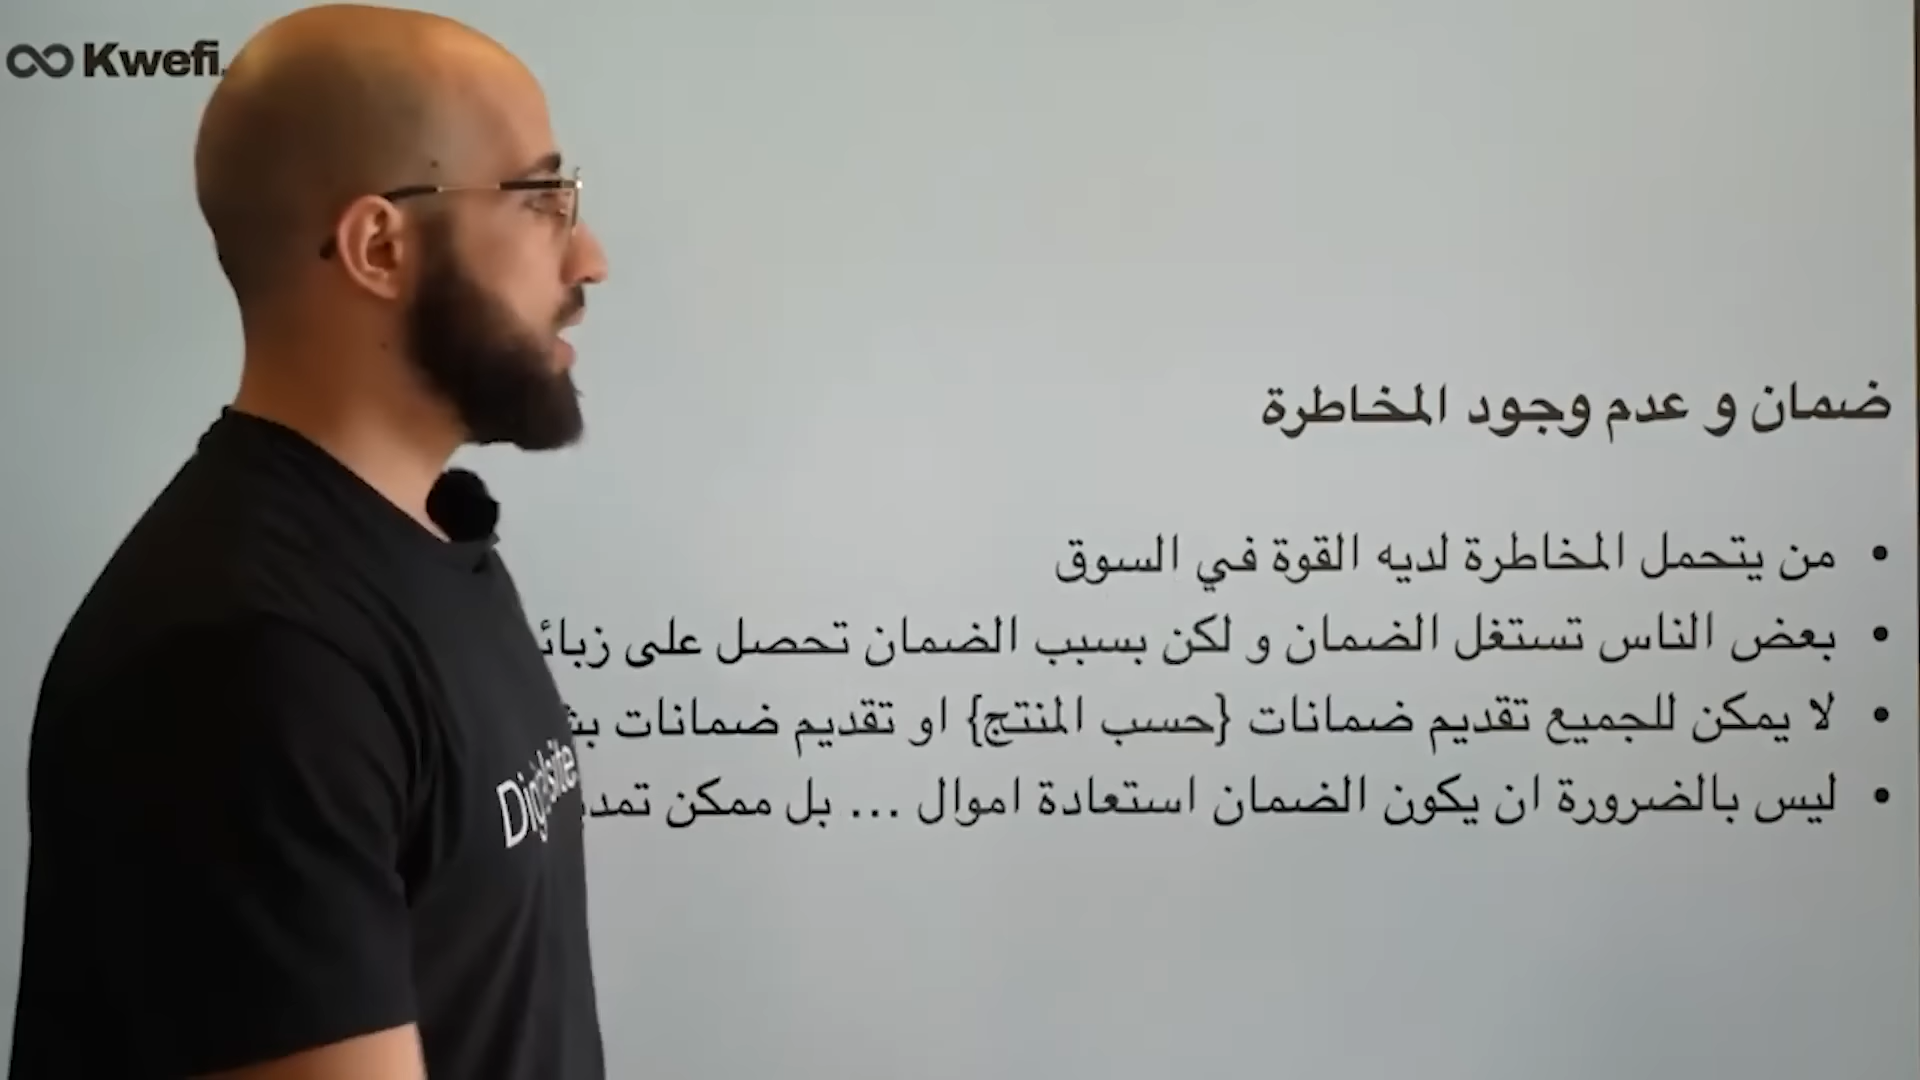 Kwefi.
ضمان و عدم وجود المخاطرة
• من يتحمل المخاطرة لديه القوة في السوق
• بعض الناس تستغل الضمان و لكن بسبب الضمان تحصل على
• لا يمكن للجميع تقديم ضمانات {حسب المنتج} او تقديم ضمانات
• ليس بالضرورة ان يكون الضمان استعادة اموال ... بل ممكن